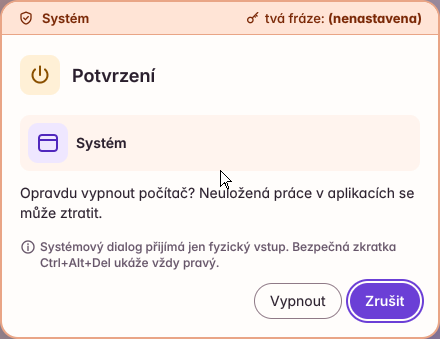 Systém
tvá fráze: (nenastavena)
Potvrzení
Systém
Opravdu vypnout počítač? Neuložená práce v aplikacích se
může ztratit.
Systémový dialog přijímá jen fyzický vstup. Bezpečná zkratka
Ctrl+Alt+Del ukáže vždy pravý.
Vypnout
Zrušit